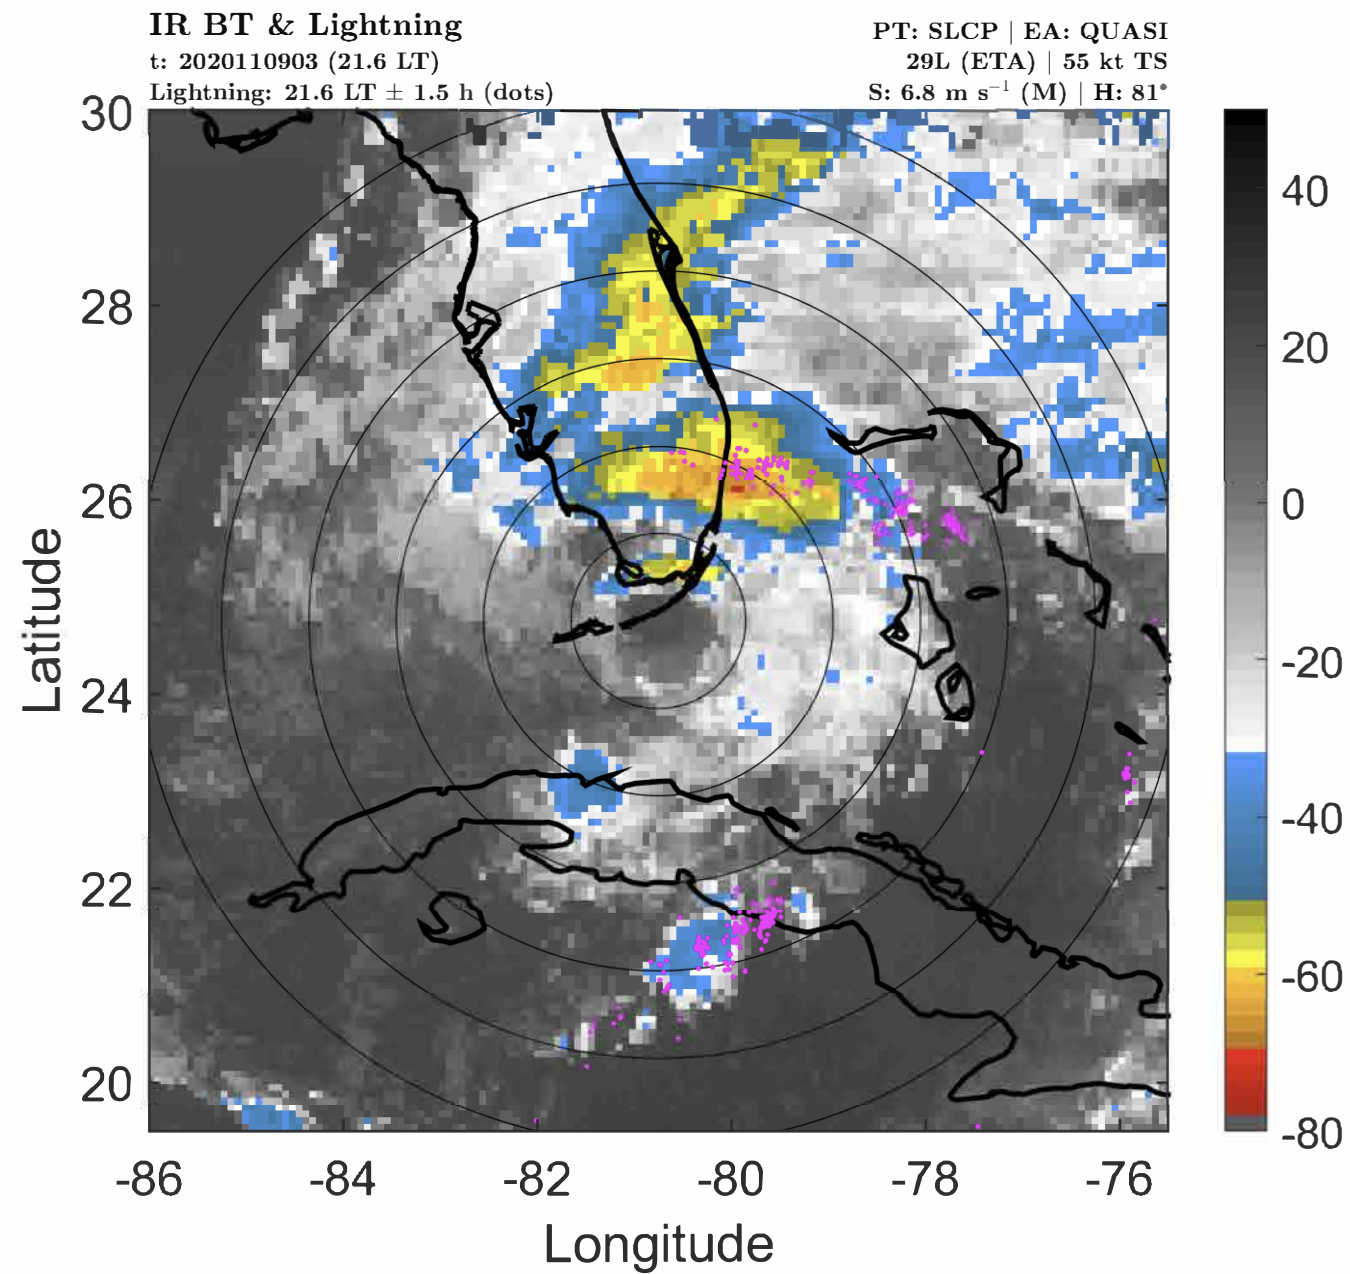 IR BT & Lightning
t: 2020110903 (21.6 LT)
Lightning: 21.6 LT ± 1.5 h (dots)
PT: SLCP | EA: QUASI
29L (ETA) | 55 kt TS
S: 6.8 m s⁻¹ (M) | H: 81°
30
28
26
24
22
20
Latitude
-86
-84
-82
-80
-78
-76
Longitude
40
20
0
-20
-40
-60
-80